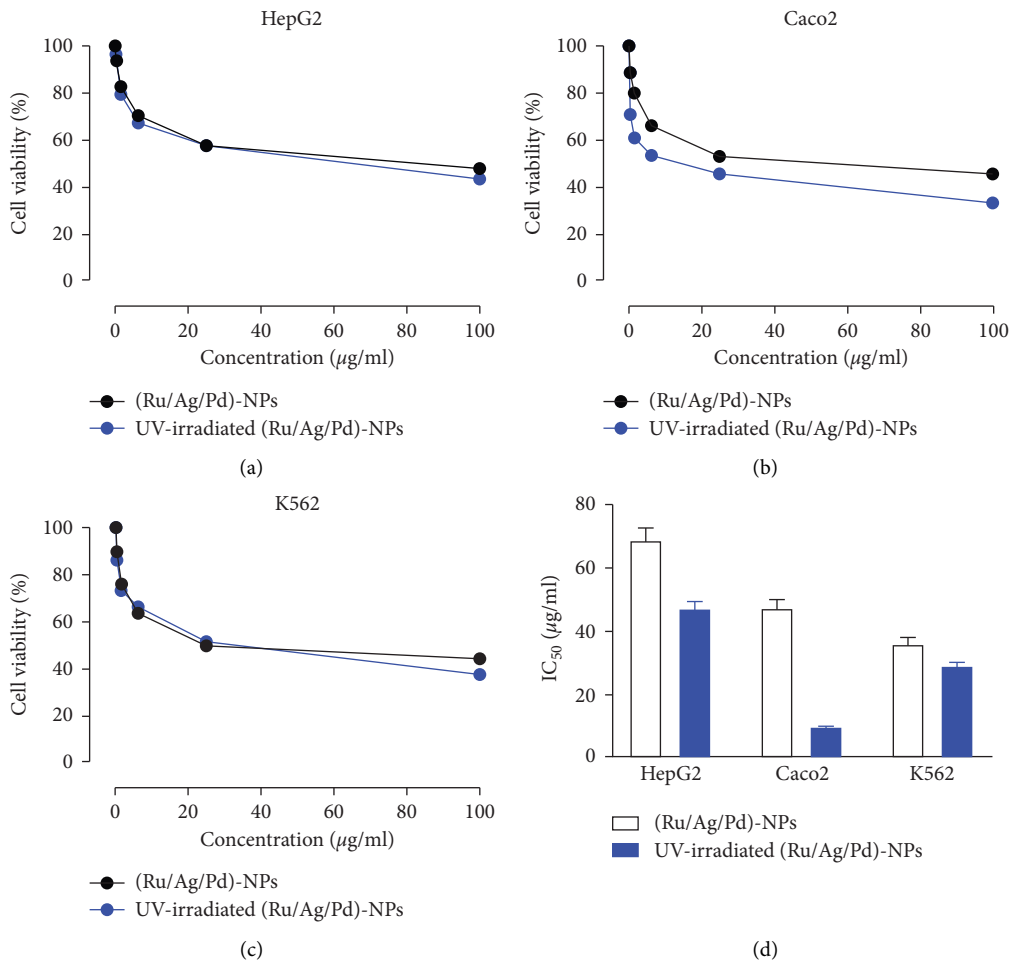 HepG2
100
80
60
40
20
0
Cell viability (%)
0 20 40 60 80 100
Concentration (μg/ml)
(Ru/Ag/Pd)-NPs
UV-irradiated (Ru/Ag/Pd)-NPs
(a)
Caco2
100
80
60
40
20
0
Cell viability (%)
0 20 40 60 80 100
Concentration (μg/ml)
(Ru/Ag/Pd)-NPs
UV-irradiated (Ru/Ag/Pd)-NPs
(b)
K562
100
80
60
40
20
0
Cell viability (%)
0 20 40 60 80 100
Concentration (μg/ml)
(Ru/Ag/Pd)-NPs
UV-irradiated (Ru/Ag/Pd)-NPs
(c)
80
60
40
20
0
IC50 (μg/ml)
HepG2 Caco2 K562
(Ru/Ag/Pd)-NPs
UV-irradiated (Ru/Ag/Pd)-NPs
(d)